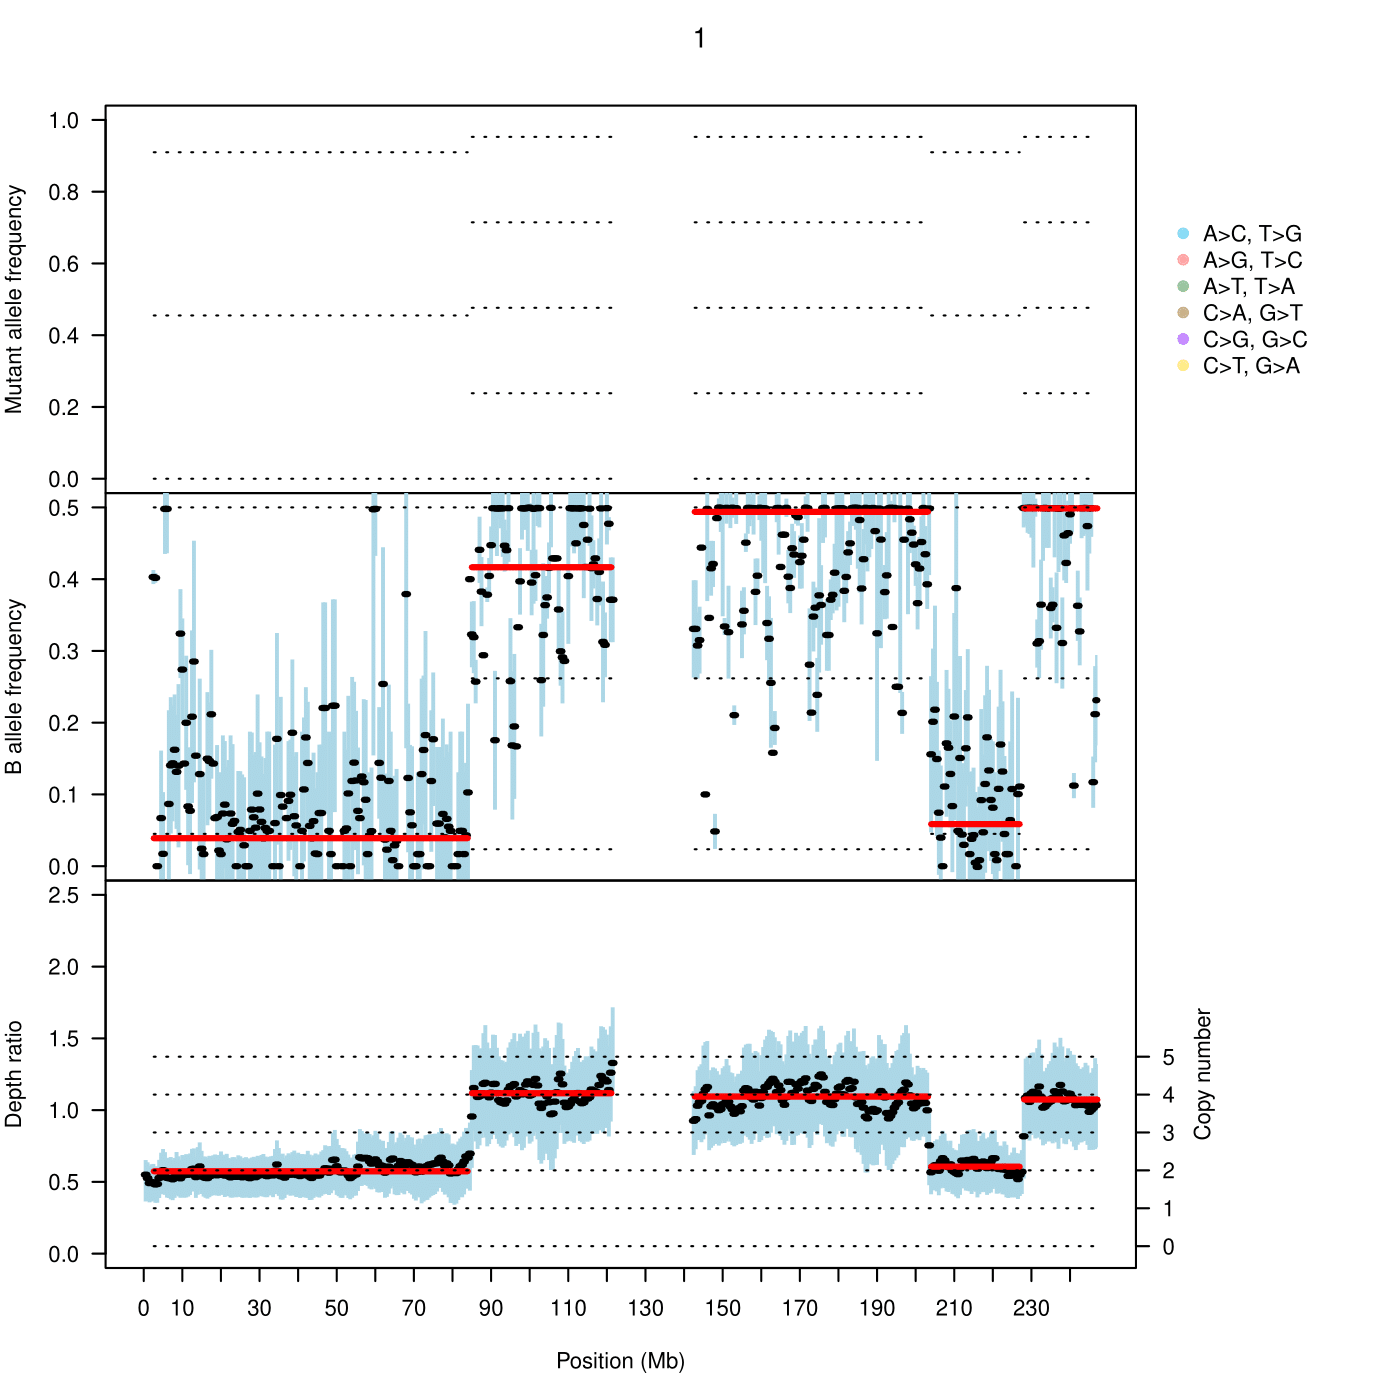 1
Mutant allele frequency
1.0
0.8
0.6
0.4
0.2
0.0
A>C, T>G
A>G, T>C
A>T, T>A
C>A, G>T
C>G, G>C
C>T, G>A
B allele frequency
0.5
0.4
0.3
0.2
0.1
0.0
Depth ratio
2.5
2.0
1.5
1.0
0.5
0.0
Copy number
5
4
3
2
1
0
0 10 30 50 70 90 110 130 150 170 190 210 230
Position (Mb)